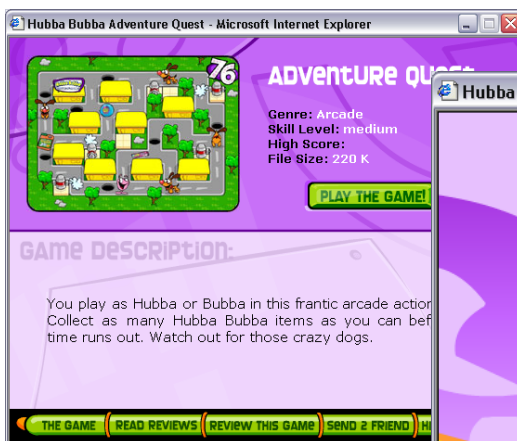 Hubba Bubba Adventure Quest - Microsoft Internet Explorer
Hubba
76
ADVENTURE QUEST
Genre: Arcade
Skill Level: medium
High Score:
File Size: 220 K
PLAY THE GAME!
GAME DESCRIPTION:
You play as Hubba or Bubba in this frantic arcade action
Collect as many Hubba Bubba items as you can bef
time runs out. Watch out for those crazy dogs.
THE GAME
READ REVIEWS
REVIEW THIS GAME
SEND 2 FRIEND
HI